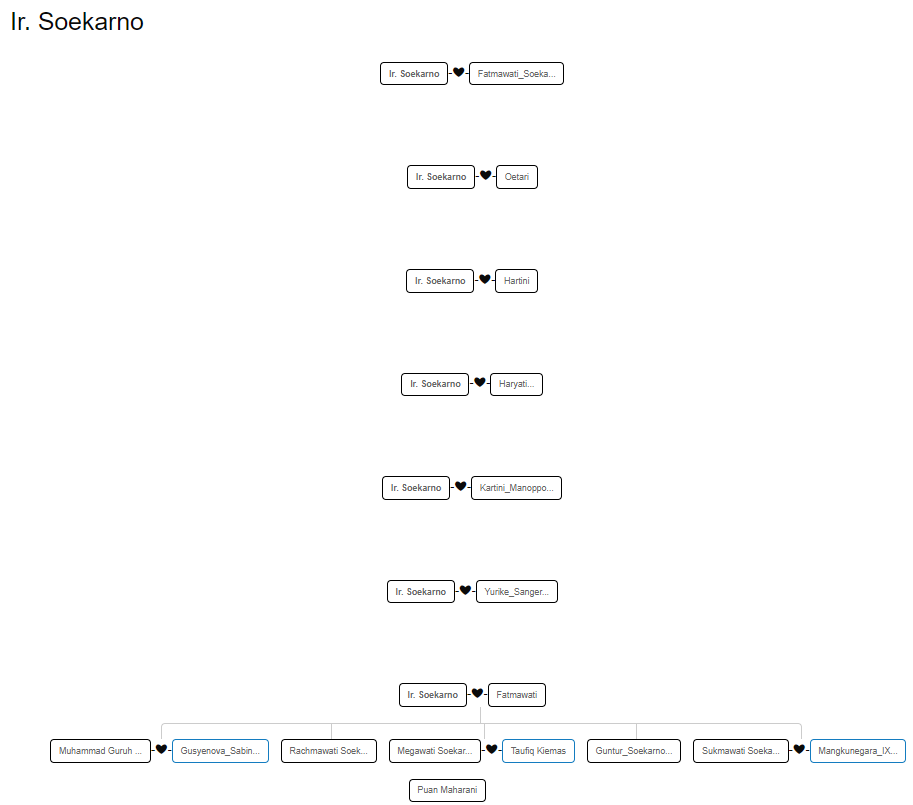 Ir. Soekarno
Ir. Soekarno Fatmawati_Soeka...
Ir. Soekarno Oetari
Ir. Soekarno Hartini
Ir. Soekarno Haryati...
Ir. Soekarno Kartini_Manoppo...
Ir. Soekarno Yurike_Sanger...
Ir. Soekarno Fatmawati
Muhammad Guruh ... Gusyenova_Sabin... Rachmawati Soek... Megawati Soekar... Taufiq Kiemas Guntur_Soekarno... Sukmawati Soeka... Mangkunegara_IX...
Puan Maharani